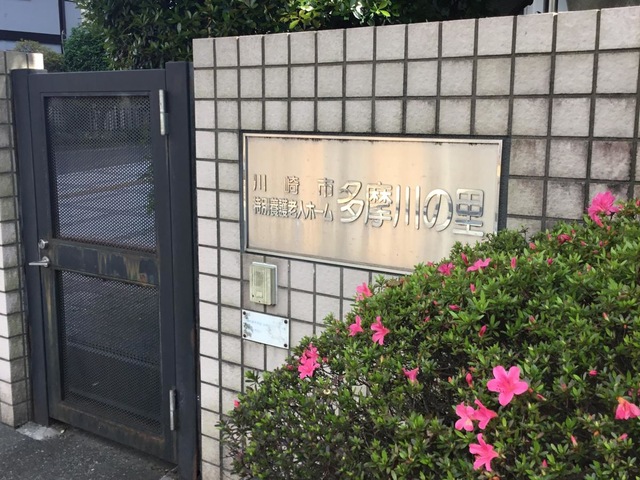 川崎市
特別養護老人ホーム 多摩川の里